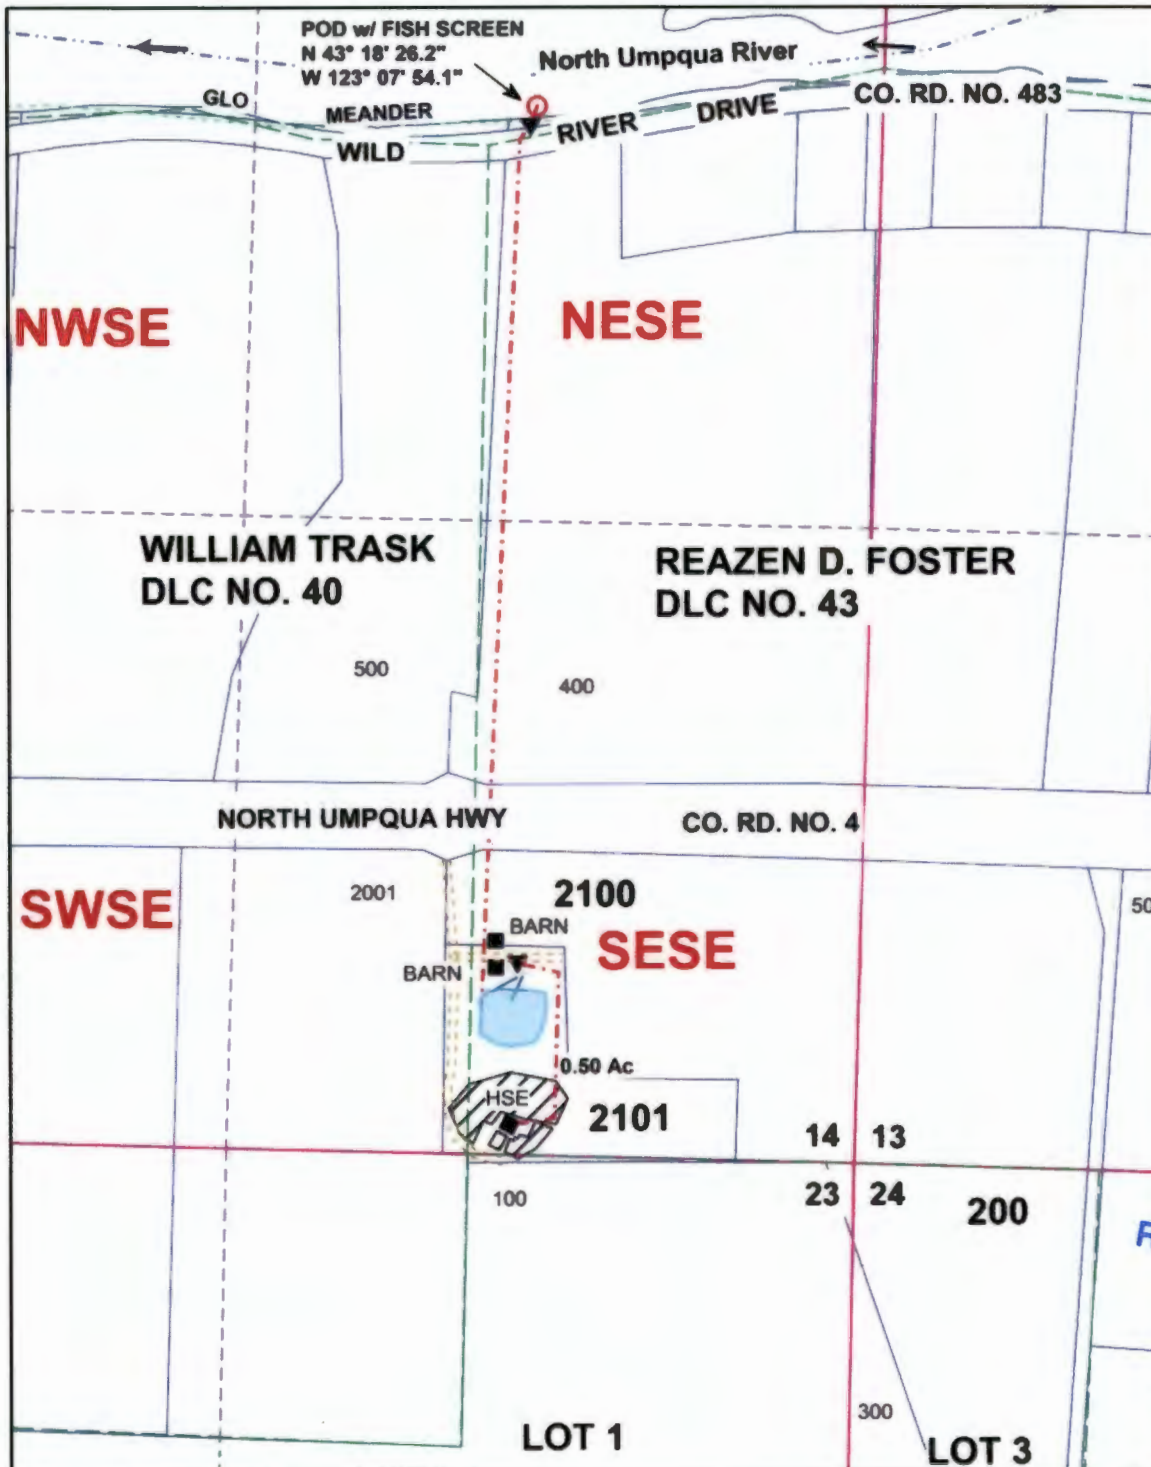 POD w/ FISH SCREEN
N 43° 18' 26.2"
W 123° 07' 54.1"
North Umpqua River
GLO MEANDER
CO. RD. NO. 483
WILD RIVER DRIVE
NWSE
NESE
WILLIAM TRASK
DLC NO. 40
REAZEN D. FOSTER
DLC NO. 43
500
400
NORTH UMPQUA HWY
CO. RD. NO. 4
2001
2100
SWSE
50
BARN
SESE
BARN
0.50 Ac
HSE
2101
14 13
23 24
100
200
R
300
LOT 1
LOT 3